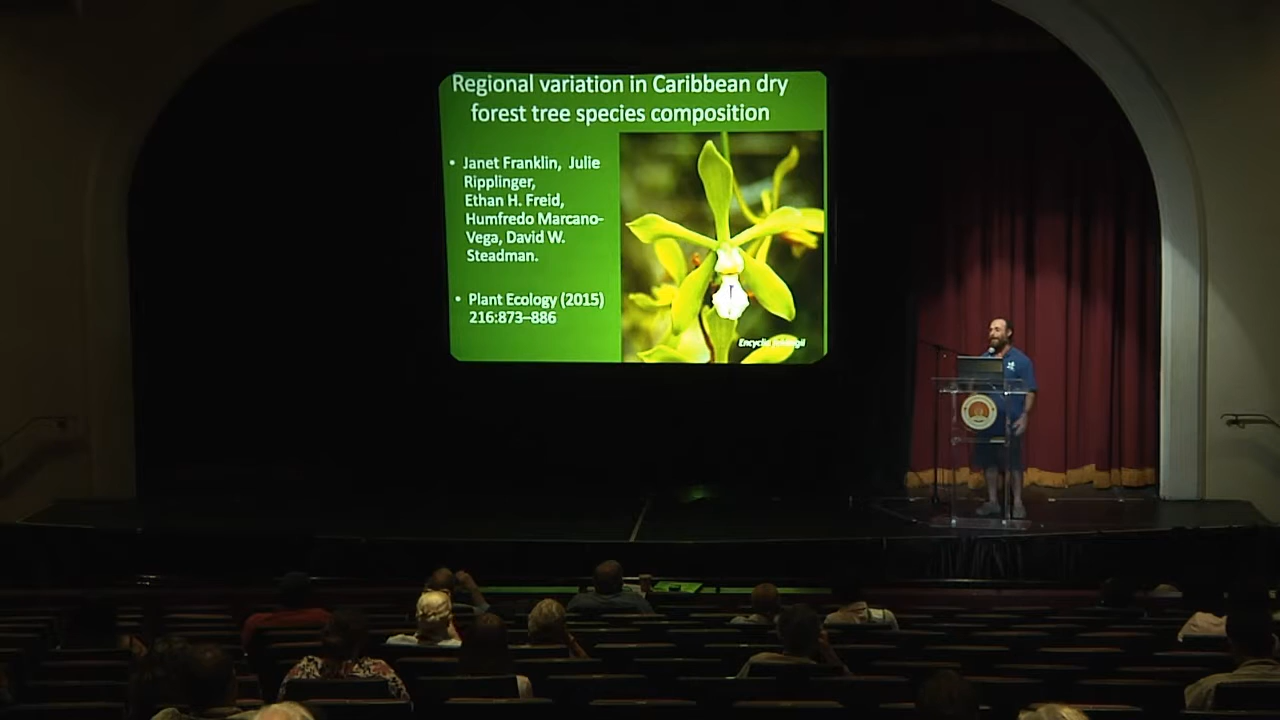 Regional variation in Caribbean dry
forest tree species composition
• Janet Franklin, Julie
Ripplinger,
Ethan H. Freid,
Humfredo Marcano-
Vega, David W.
Steadman.
• Plant Ecology (2015)
216:873–886
Encyclia